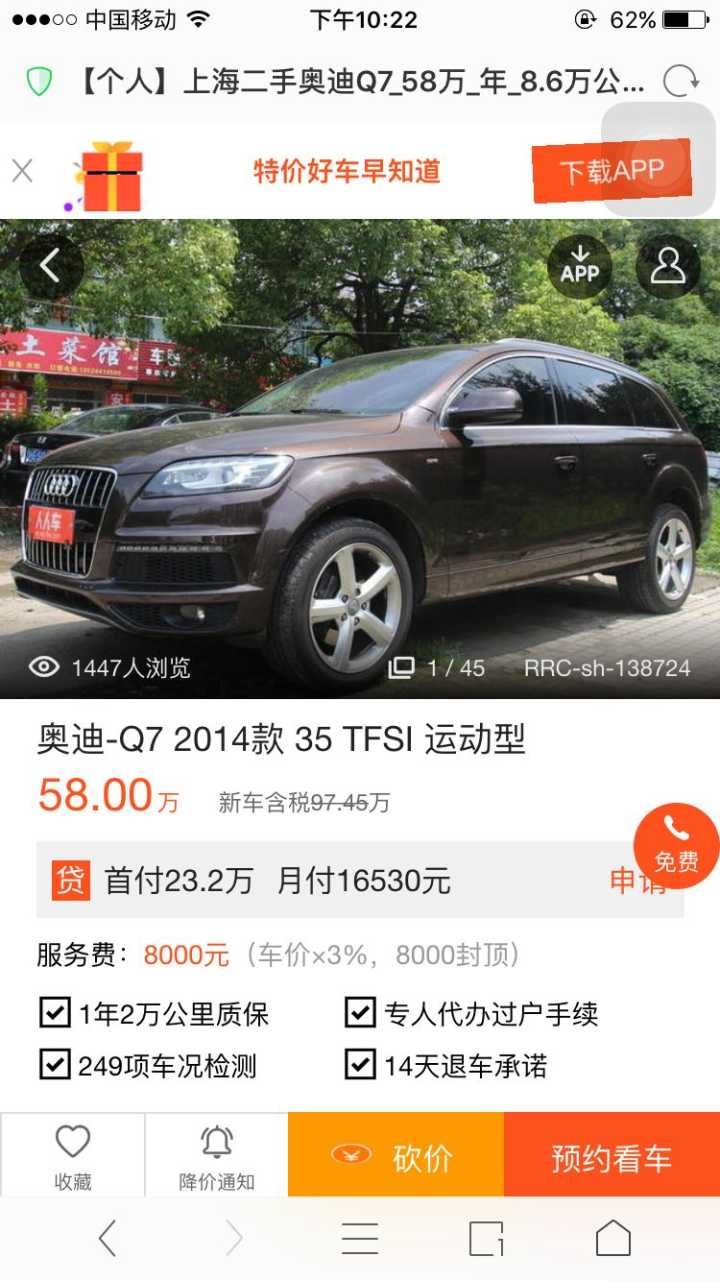 中国移动 下午10:22 62%
【个人】上海二手奥迪Q7_58万_年_8.6万公...
特价好车早知道 下载APP
APP
土菜馆
人人车
1447人浏览 1 / 45 RRC-sh-138724
奥迪-Q7 2014款 35 TFSI 运动型
58.00万 新车含税97.45万
免费
贷 首付23.2万 月付16530元 申请
服务费：8000元（车价×3%，8000封顶）
1年2万公里质保 专人代办过户手续
249项车况检测 14天退车承诺
收藏 降价通知 砍价 预约看车
1